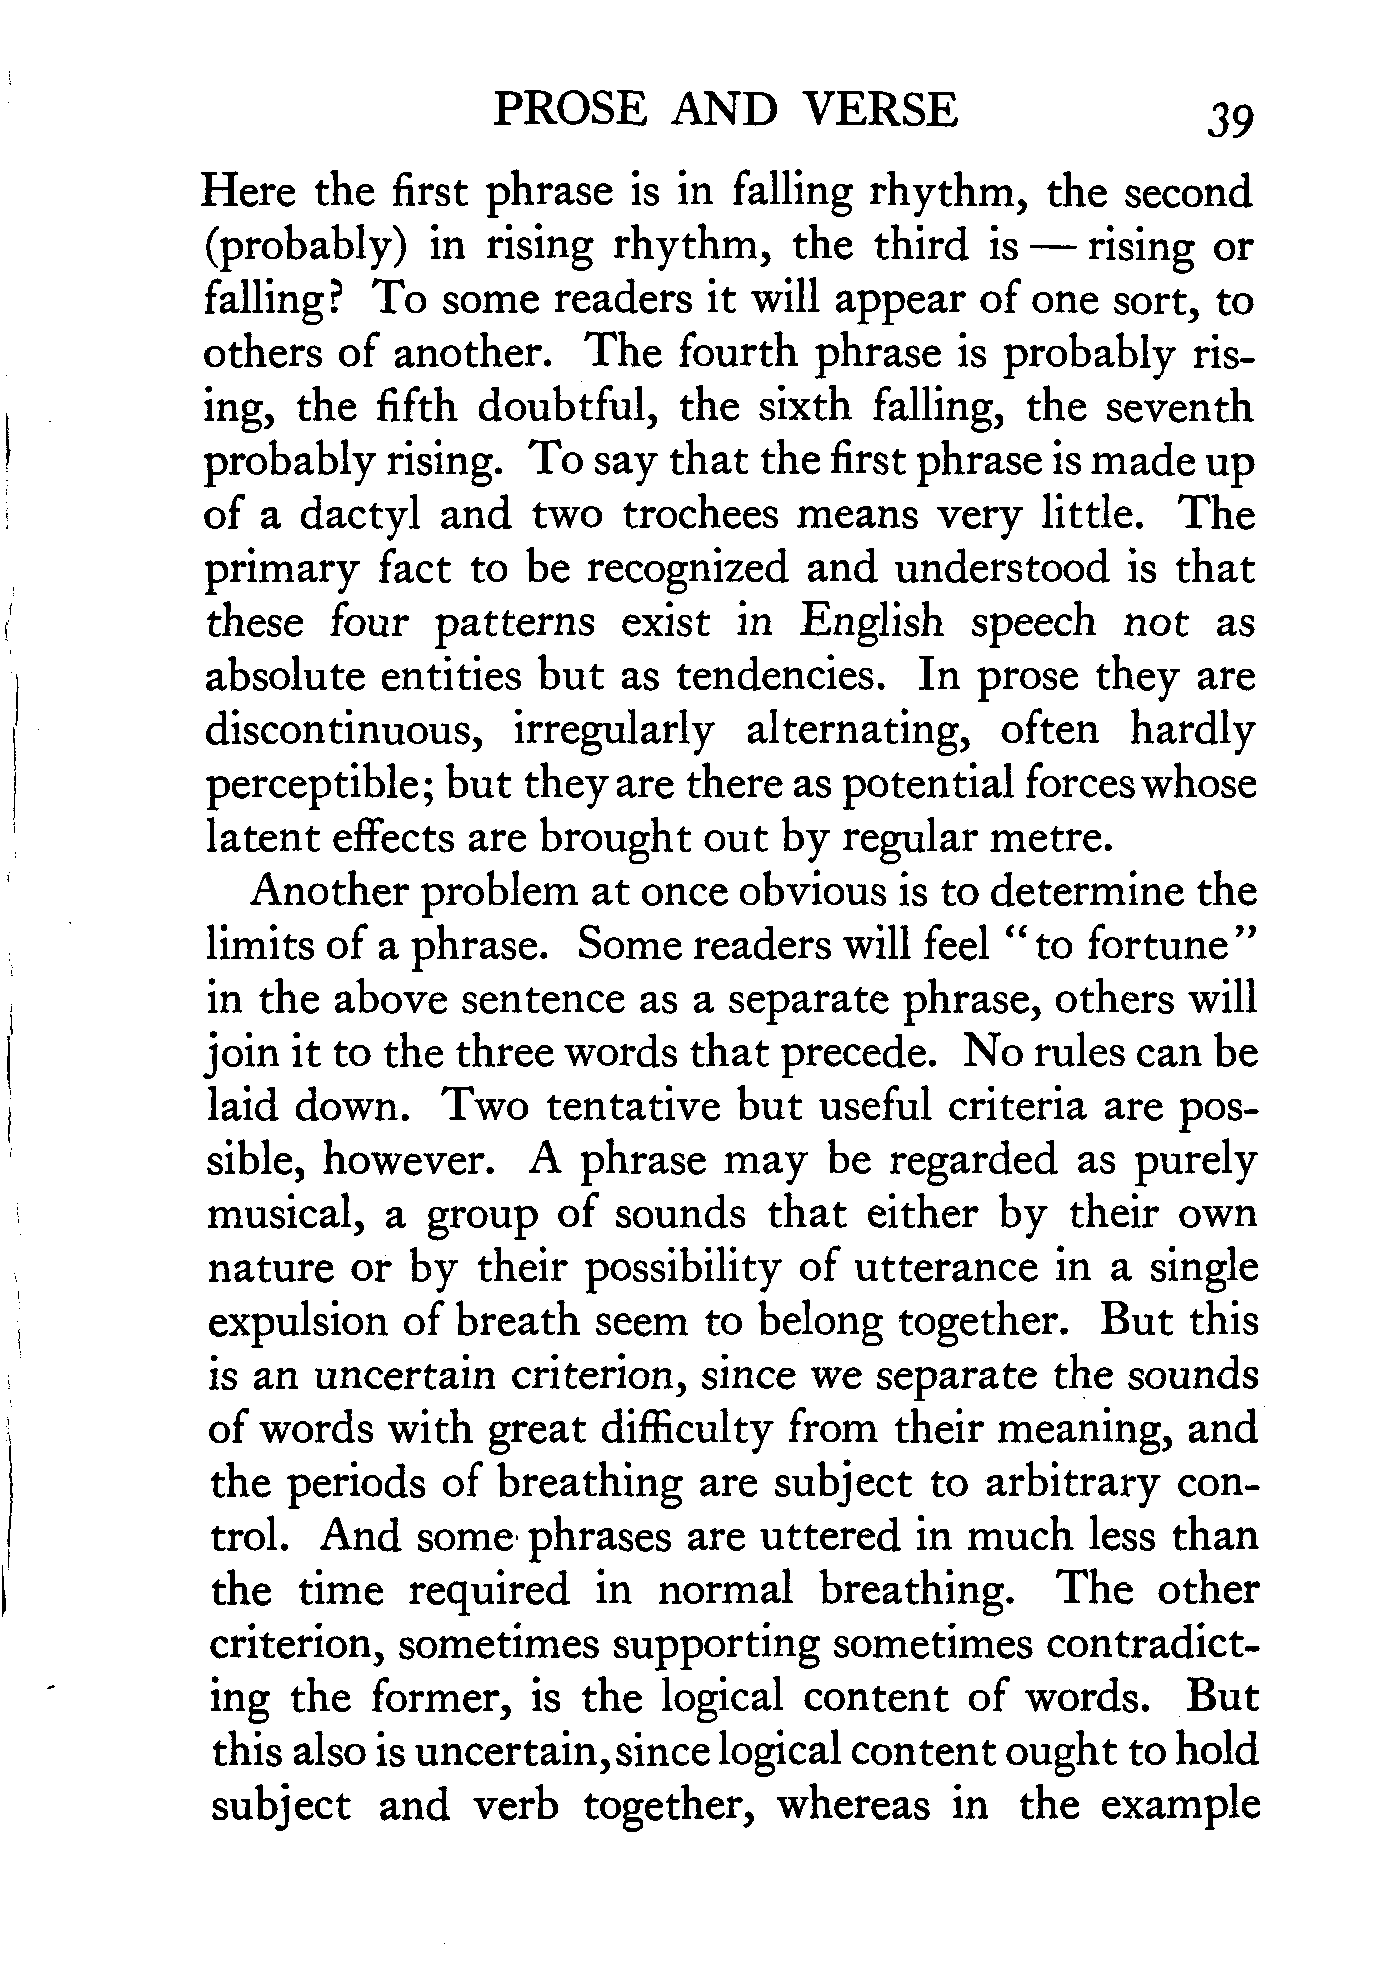 PROSE AND VERSE 39
Here the first phrase is in falling rhythm, the second
(probably) in rising rhythm, the third is — rising or
falling? To some readers it will appear of one sort, to
others of another. The fourth phrase is probably ris-
ing, the fifth doubtful, the sixth falling, the seventh
probably rising. To say that the first phrase is made up
of a dactyl and two trochees means very little. The
primary fact to be recognized and understood is that
these four patterns exist in English speech not as
absolute entities but as tendencies. In prose they are
discontinuous, irregularly alternating, often hardly
perceptible; but they are there as potential forces whose
latent effects are brought out by regular metre.
Another problem at once obvious is to determine the
limits of a phrase. Some readers will feel "to fortune"
in the above sentence as a separate phrase, others will
join it to the three words that precede. No rules can be
laid down. Two tentative but useful criteria are pos-
sible, however. A phrase may be regarded as purely
musical, a group of sounds that either by their own
nature or by their possibility of utterance in a single
expulsion of breath seem to belong together. But this
is an uncertain criterion, since we separate the sounds
of words with great difficulty from their meaning, and
the periods of breathing are subject to arbitrary con-
trol. And some phrases are uttered in much less than
the time required in normal breathing. The other
criterion, sometimes supporting sometimes contradict-
ing the former, is the logical content of words. But
this also is uncertain, since logical content ought to hold
subject and verb together, whereas in the example